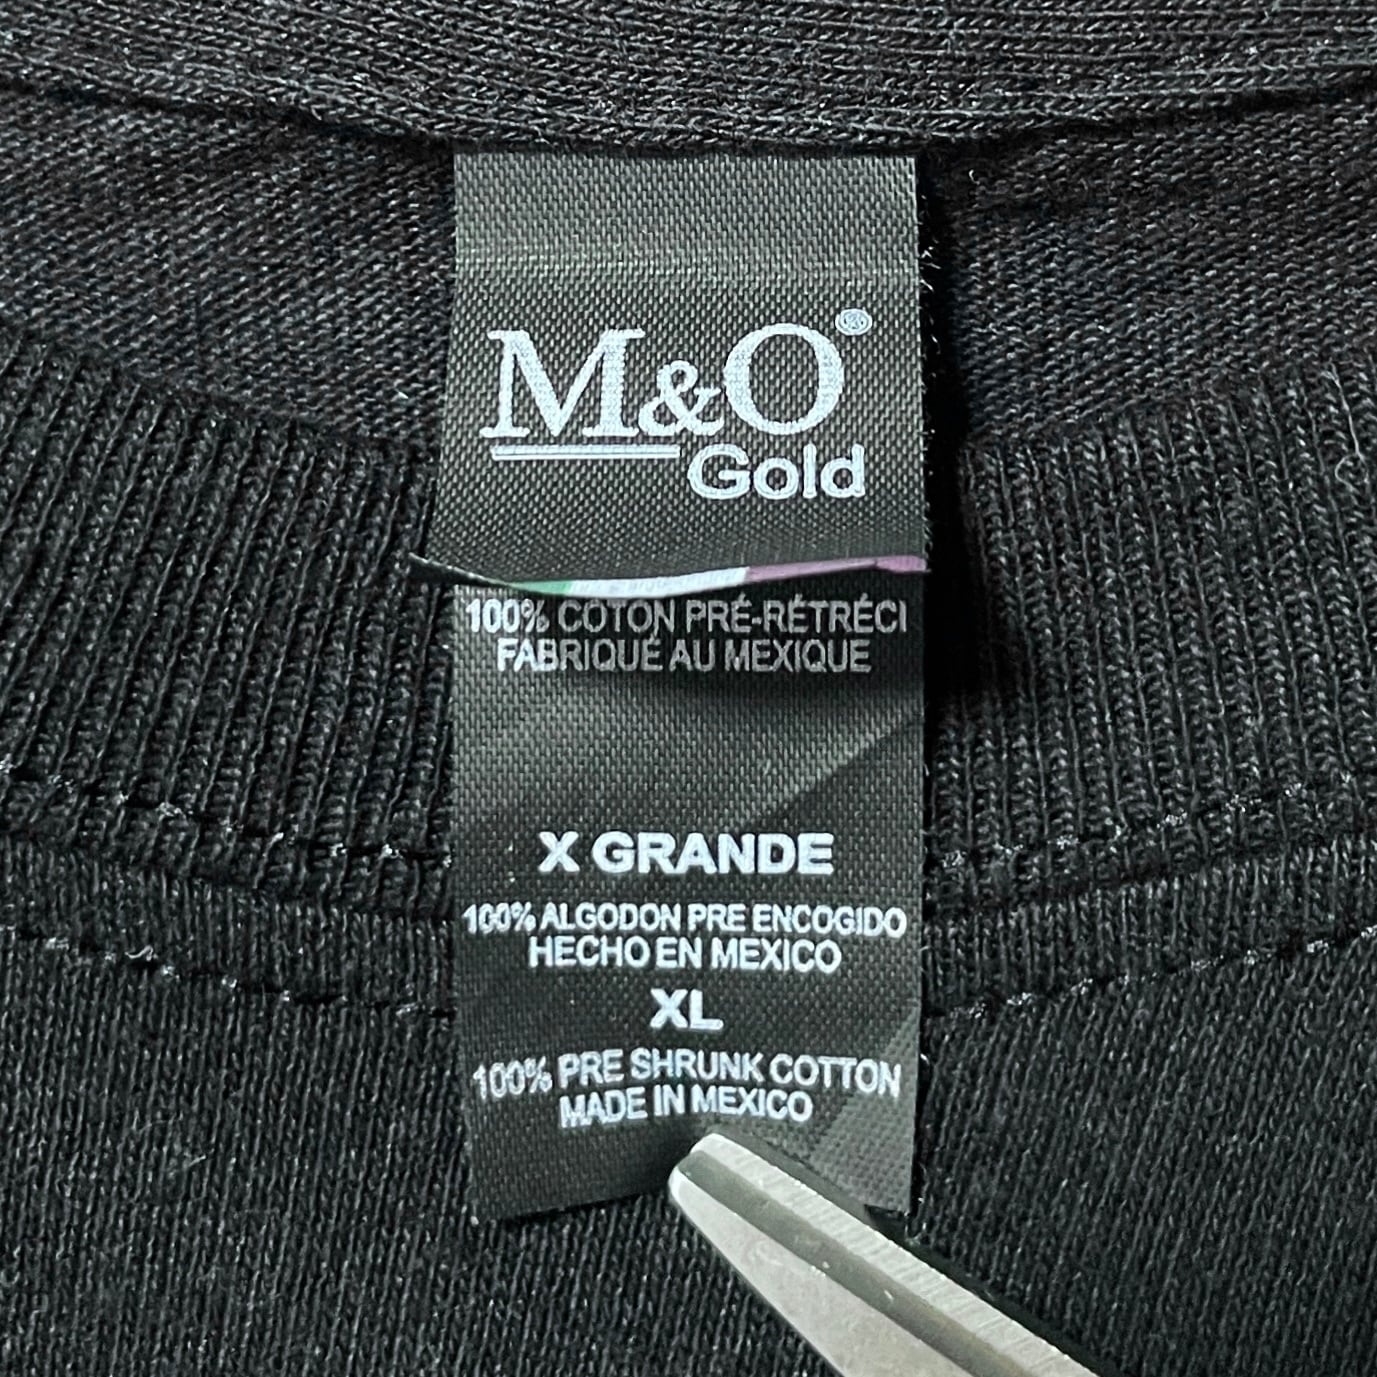 M&O®
Gold
100% COTON PRÉ-RÉTRÉCI
FABRIQUÉ AU MEXIQUE
X GRANDE
100% ALGODON PRE ENCOGIDO
HECHO EN MEXICO
XL
100% PRE SHRUNK COTTON
MADE IN MEXICO